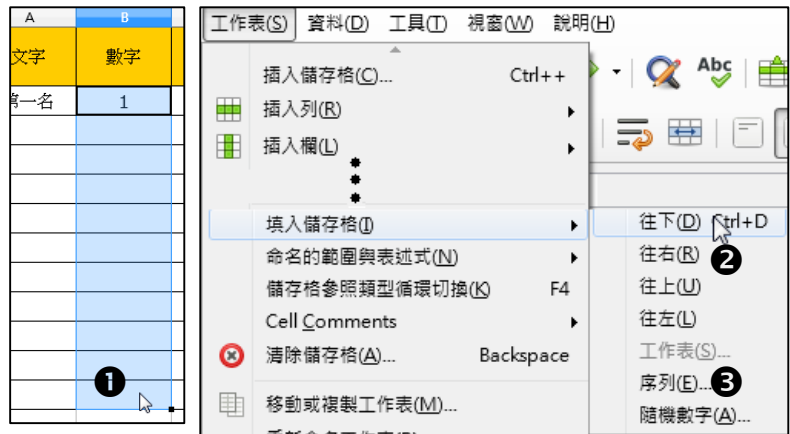 A B
文字 數字
第一名 1
❶
工作表(S) 資料(D) 工具(T) 視窗(W) 說明(H)
插入儲存格(C)... Ctrl++
插入列(R)
插入欄(L)
填入儲存格(I)
命名的範圍與表述式(N)
儲存格參照類型循環切換(K) F4
Cell Comments
清除儲存格(A)... Backspace
移動或複製工作表(M)...
Abc
往下(D) Ctrl+D
往右(R) ❷
往上(U)
往左(L)
工作表(S)...
序列(E)... ❸
隨機數字(A)...